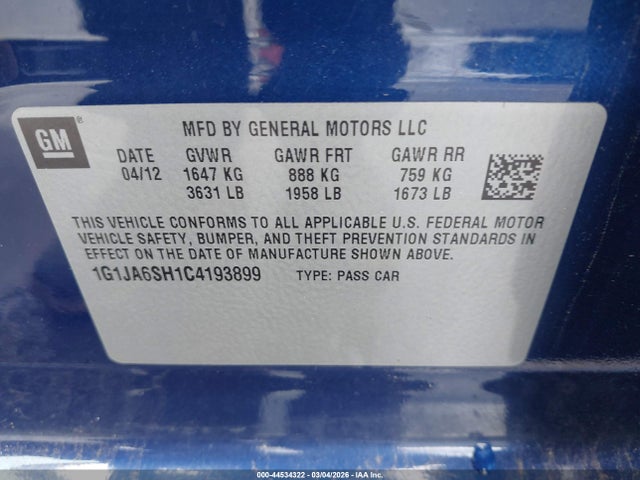 GM ®
MFD BY GENERAL MOTORS LLC
DATE GVWR GAWR FRT GAWR RR
04/12 1647 KG 888 KG 759 KG
3631 LB 1958 LB 1673 LB
THIS VEHICLE CONFORMS TO ALL APPLICABLE U.S. FEDERAL MOTOR
VEHICLE SAFETY, BUMPER, AND THEFT PREVENTION STANDARDS IN
EFFECT ON THE DATE OF MANUFACTURE SHOWN ABOVE.
1G1JA6SH1C4193899 TYPE: PASS CAR
000-44534322 - 03/04/2026 - IAA Inc.